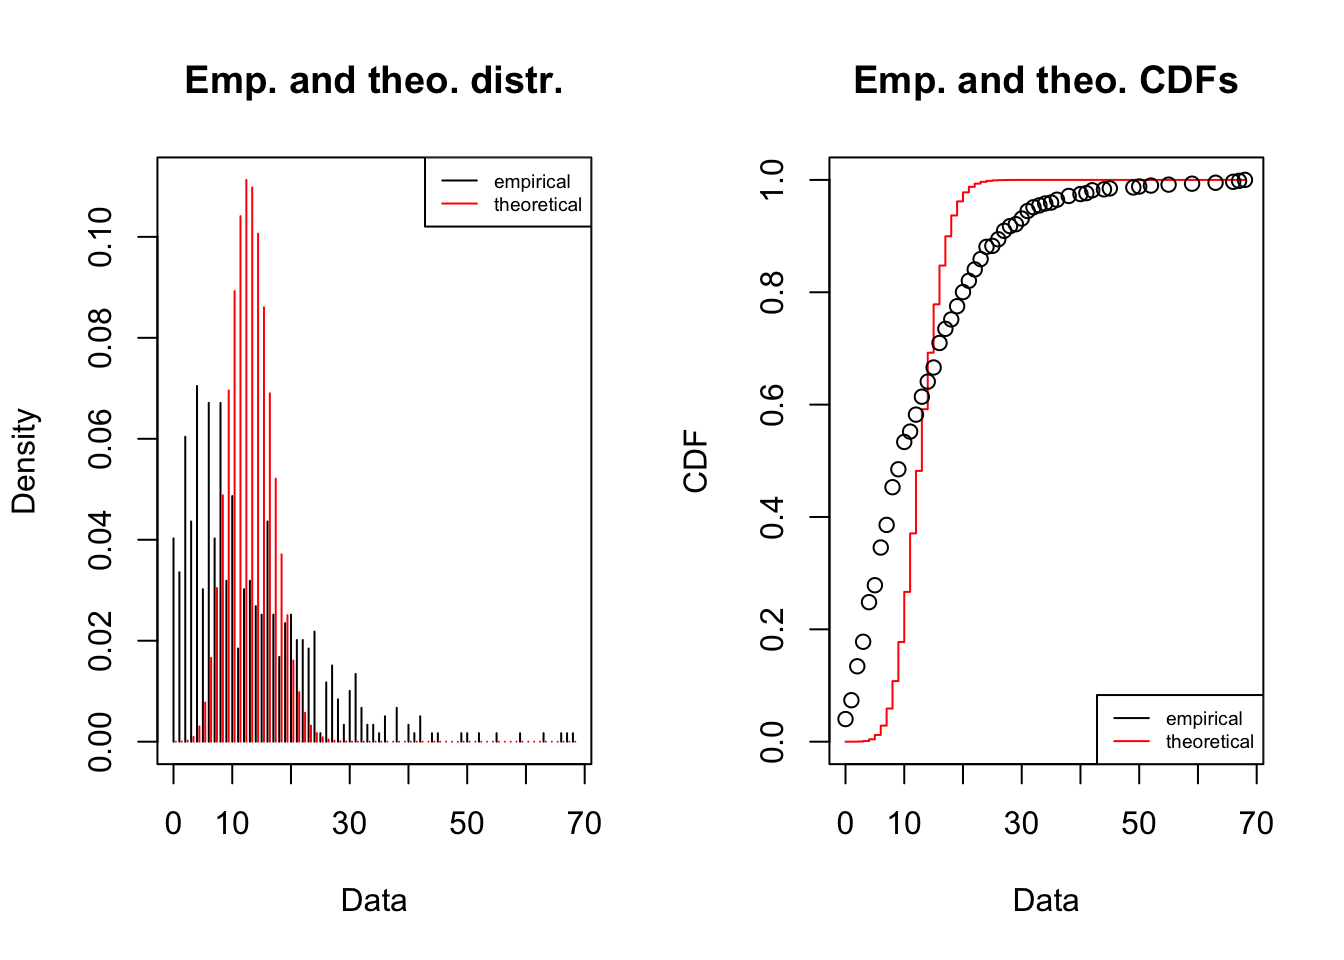 Emp. and theo. distr.
empirical
theoretical
0.10
0.08
0.06
0.04
0.02
0.00
Density
0 10 30 50 70
Data
Emp. and theo. CDFs
1.0
0.8
0.6
0.4
0.2
0.0
CDF
empirical
theoretical
0 10 30 50 70
Data